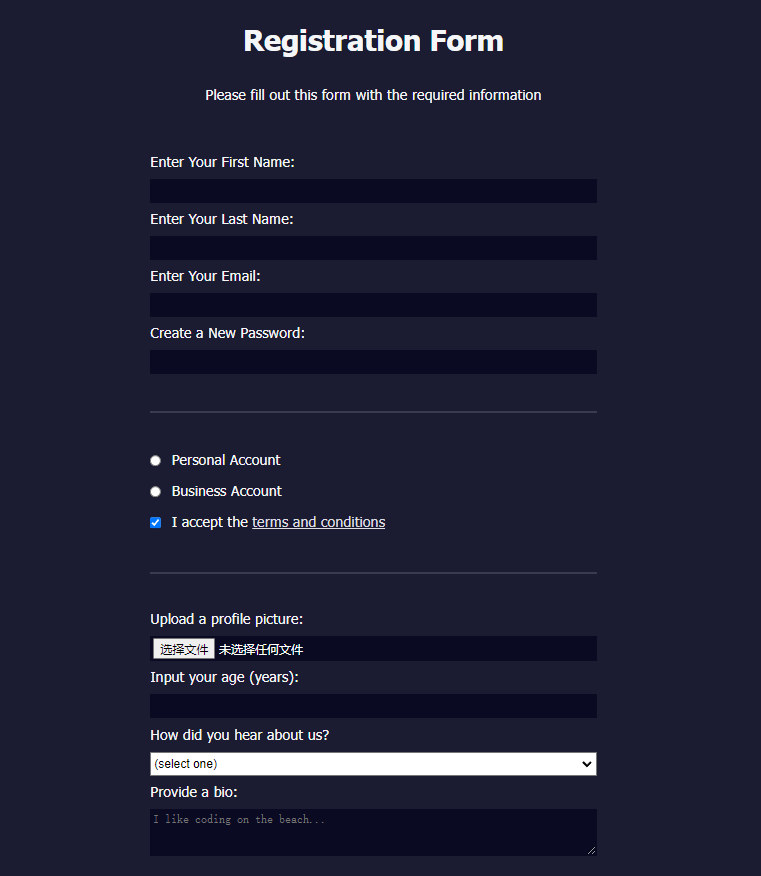 Registration Form
Please fill out this form with the required information
Enter Your First Name:
Enter Your Last Name:
Enter Your Email:
Create a New Password:
Personal Account
Business Account
I accept the terms and conditions
Upload a profile picture:
选择文件 未选择任何文件
Input your age (years):
How did you hear about us?
(select one)
Provide a bio:
I like coding on the beach...